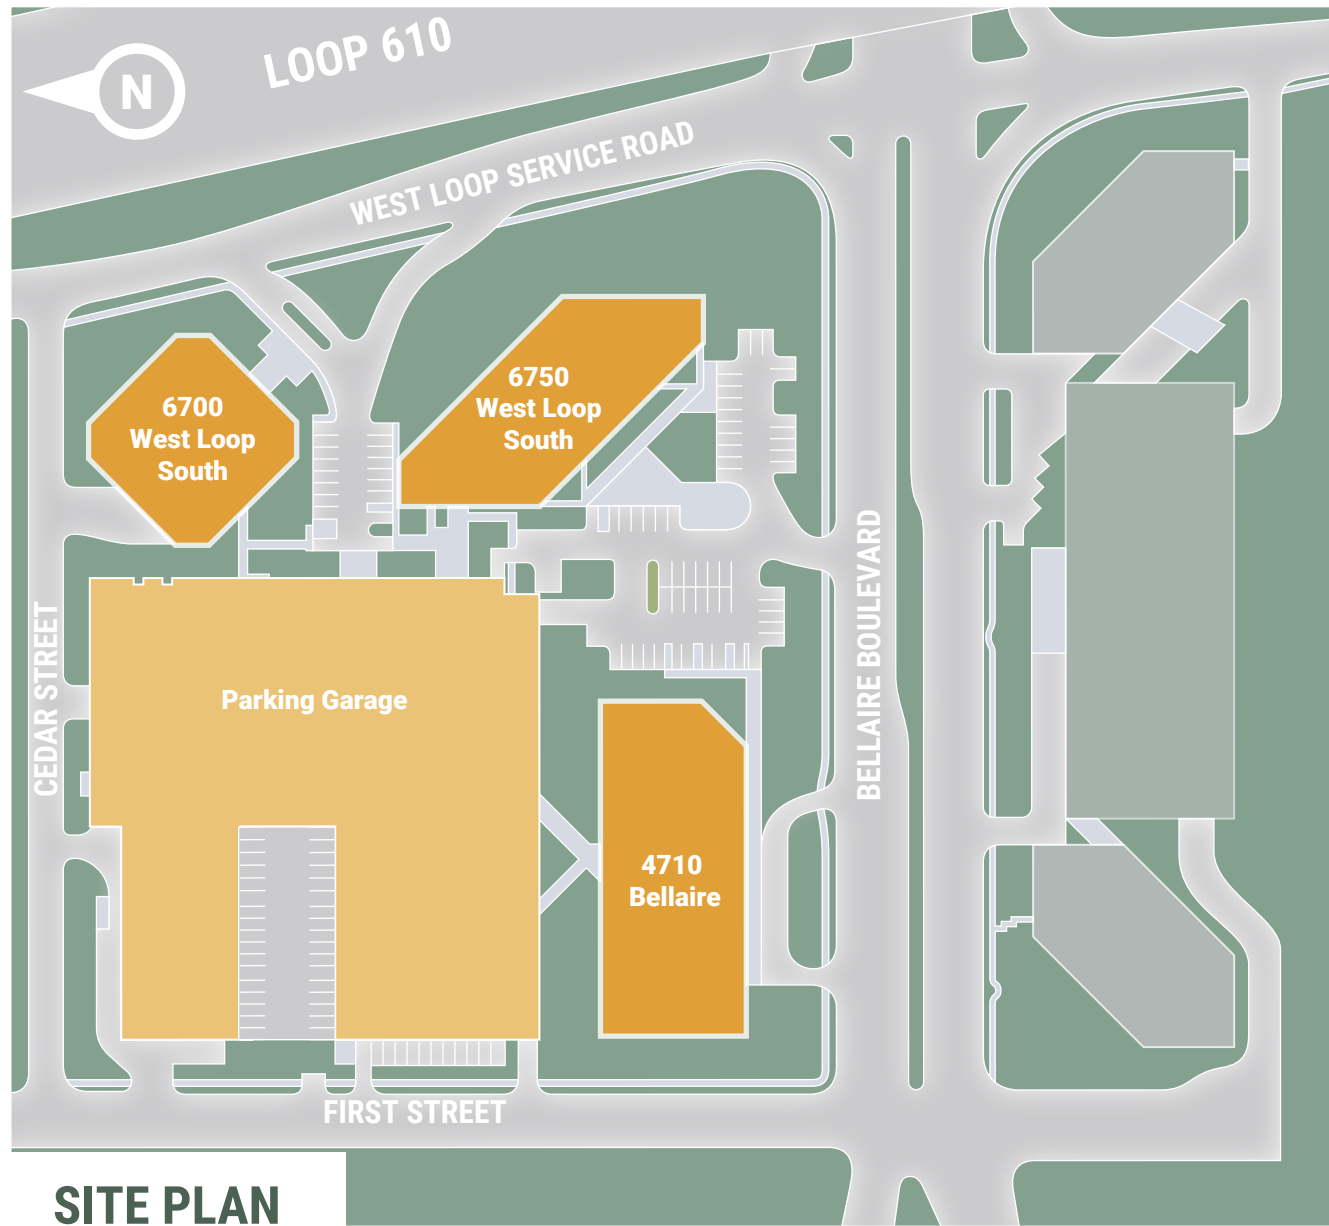 LOOP 610
N
WEST LOOP SERVICE ROAD
6700
West Loop
South
6750
West Loop
South
BELLAIRE BOULEVARD
CEDAR STREET
Parking Garage
4710
Bellaire
FIRST STREET
SITE PLAN